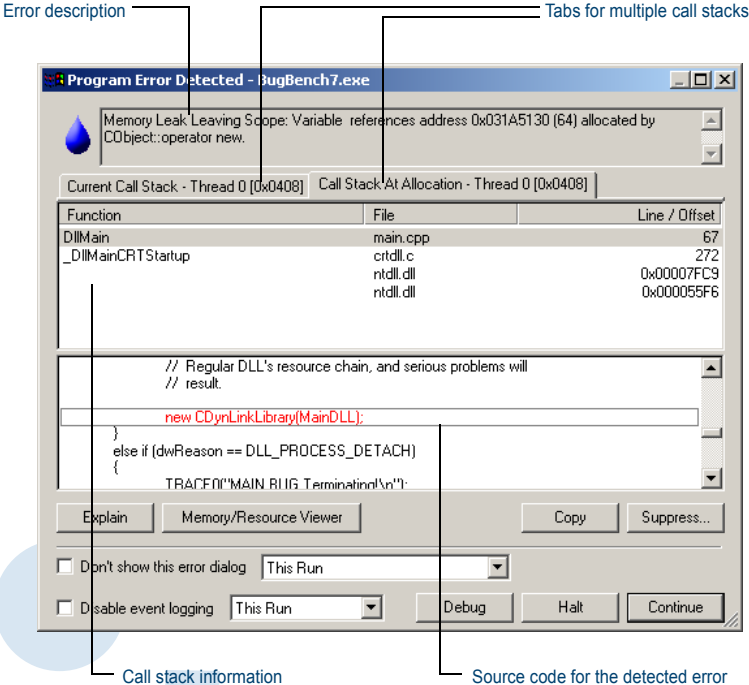 Error description
Tabs for multiple call stacks
Program Error Detected - BugBench7.exe
Memory Leak Leaving Scope: Variable references address 0x031A5130 (64) allocated by
CObject::operator new.
Current Call Stack - Thread 0 [0x0408]
Call Stack At Allocation - Thread 0 [0x0408]
Function File Line / Offset
DllMain main.cpp 67
_DllMainCRTStartup crtdll.c 272
ntdll.dll 0x00007FC9
ntdll.dll 0x000055F6
// Regular DLL's resource chain, and serious problems will
// result.
new CDynLinkLibrary(MainDLL);
}
else if (dwReason == DLL_PROCESS_DETACH)
{
TRACE0("MAIN BUG Terminating!\n");
Explain Memory/Resource Viewer Copy Suppress...
Don't show this error dialog This Run
Disable event logging This Run Debug Halt Continue
Call stack information
Source code for the detected error